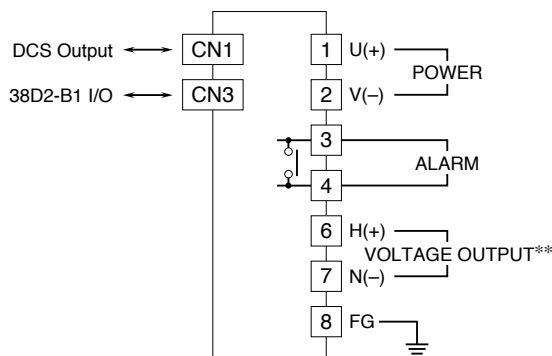 DCS Output CN1
38D2-B1 I/O CN3
1 U(+)
POWER
2 V(–)
3
ALARM
4
6 H(+)
VOLTAGE OUTPUT**
7 N(–)
8 FG